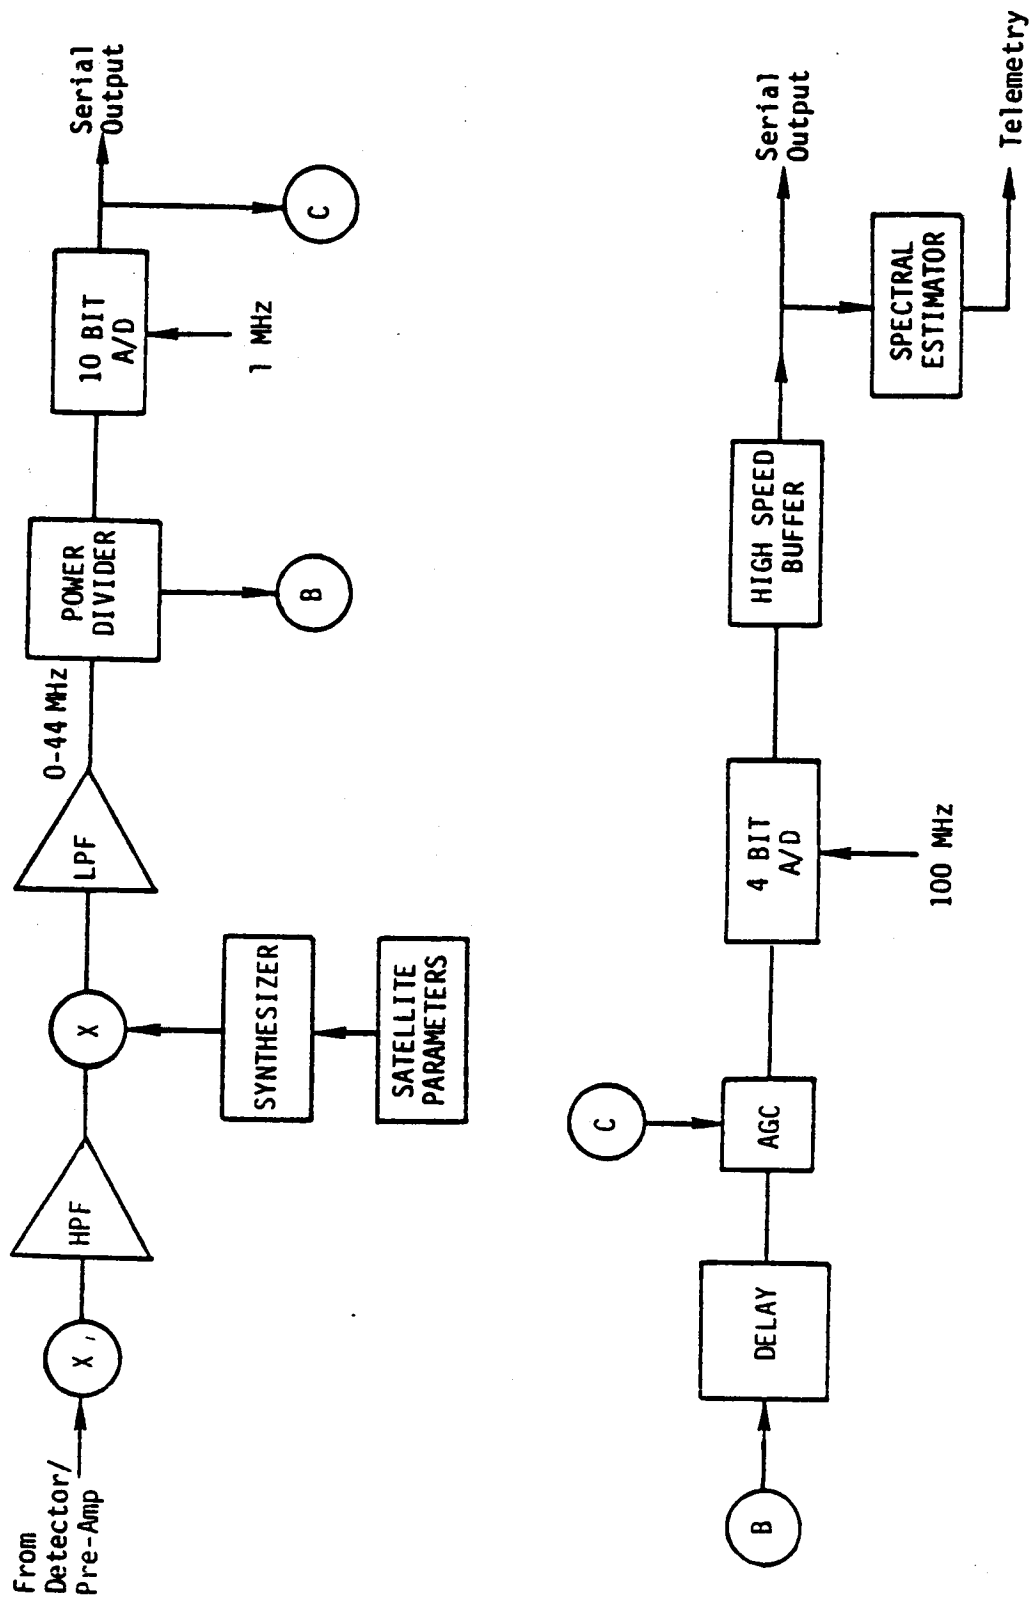 From
Detector/
Pre-Amp
X
HPF
X
SYNTHESIZER
SATELLITE
PARAMETERS
LPF
0-44 MHz
POWER
DIVIDER
B
10 BIT
A/D
1 MHz
Serial
Output
C
B
DELAY
C
AGC
4 BIT
A/D
100 MHz
HIGH SPEED
BUFFER
Serial
Output
SPECTRAL
ESTIMATOR
Telemetry